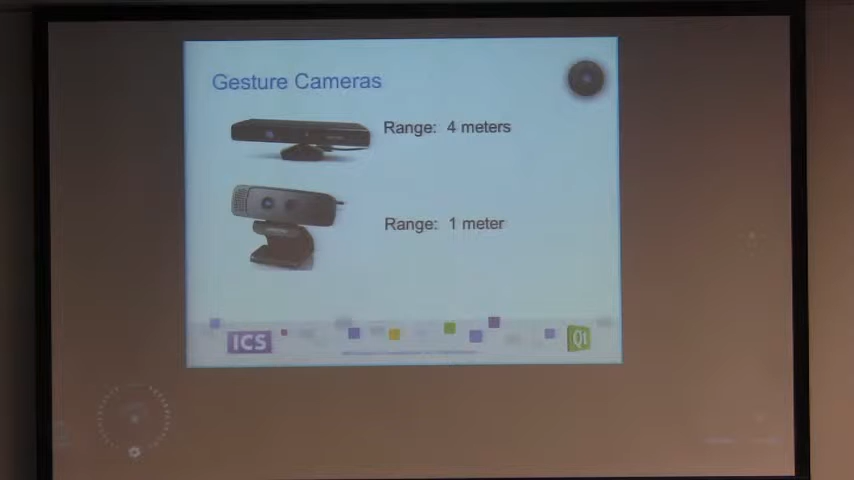 Gesture Cameras
Range: 4 meters
Range: 1 meter
ICS
Qt